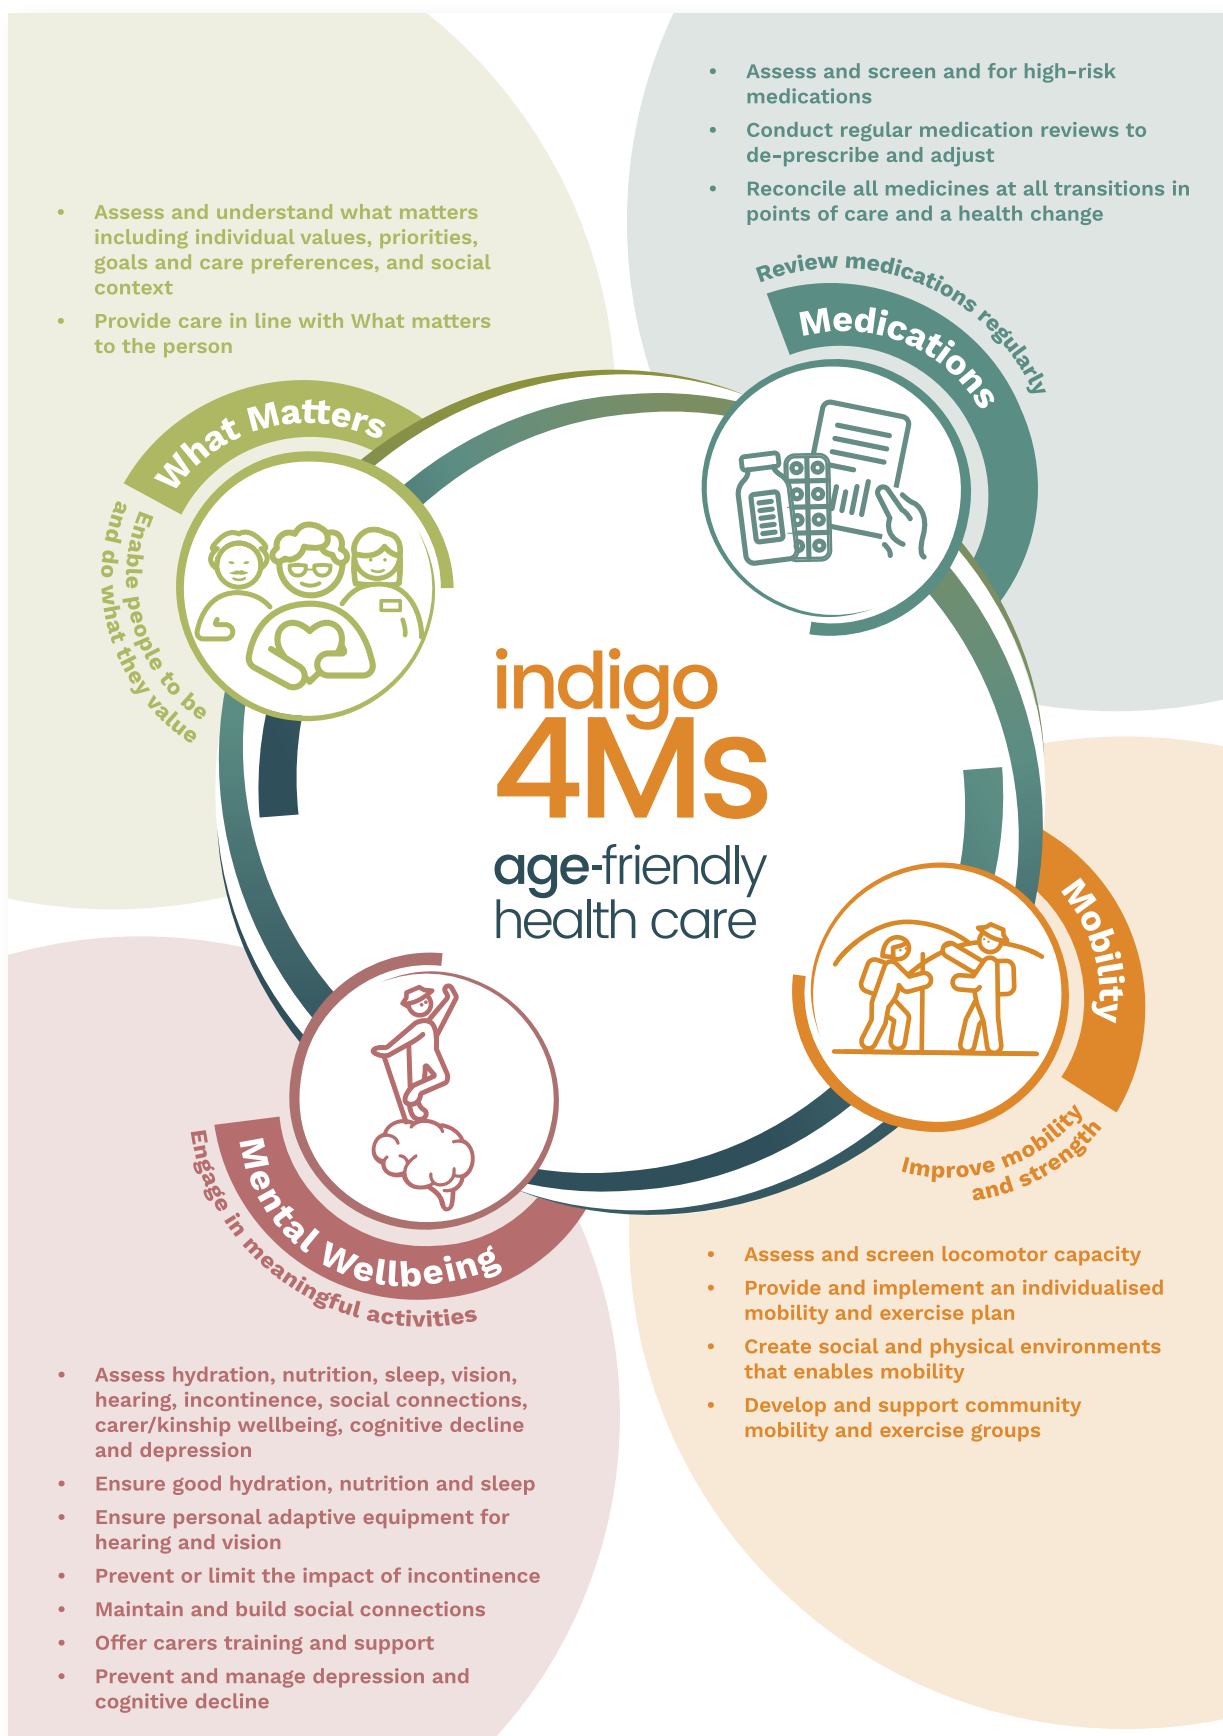 • Assess and understand what matters
including individual values, priorities,
goals and care preferences, and social
context
• Provide care in line with What matters
to the person
What Matters
Enable people to be
and do what they value
• Assess and screen and for high-risk
medications
• Conduct regular medication reviews to
de-prescribe and adjust
• Reconcile all medicines at all transitions in
points of care and a health change
Review medications regularly
Medications
indigo
4Ms
age-friendly
health care
Mobility
Improve mobility
and strength
• Assess and screen locomotor capacity
• Provide and implement an individualised
mobility and exercise plan
• Create social and physical environments
that enables mobility
• Develop and support community
mobility and exercise groups
Mental Wellbeing
Engage in meaningful activities
• Assess hydration, nutrition, sleep, vision,
hearing, incontinence, social connections,
carer/kinship wellbeing, cognitive decline
and depression
• Ensure good hydration, nutrition and sleep
• Ensure personal adaptive equipment for
hearing and vision
• Prevent or limit the impact of incontinence
• Maintain and build social connections
• Offer carers training and support
• Prevent and manage depression and
cognitive decline